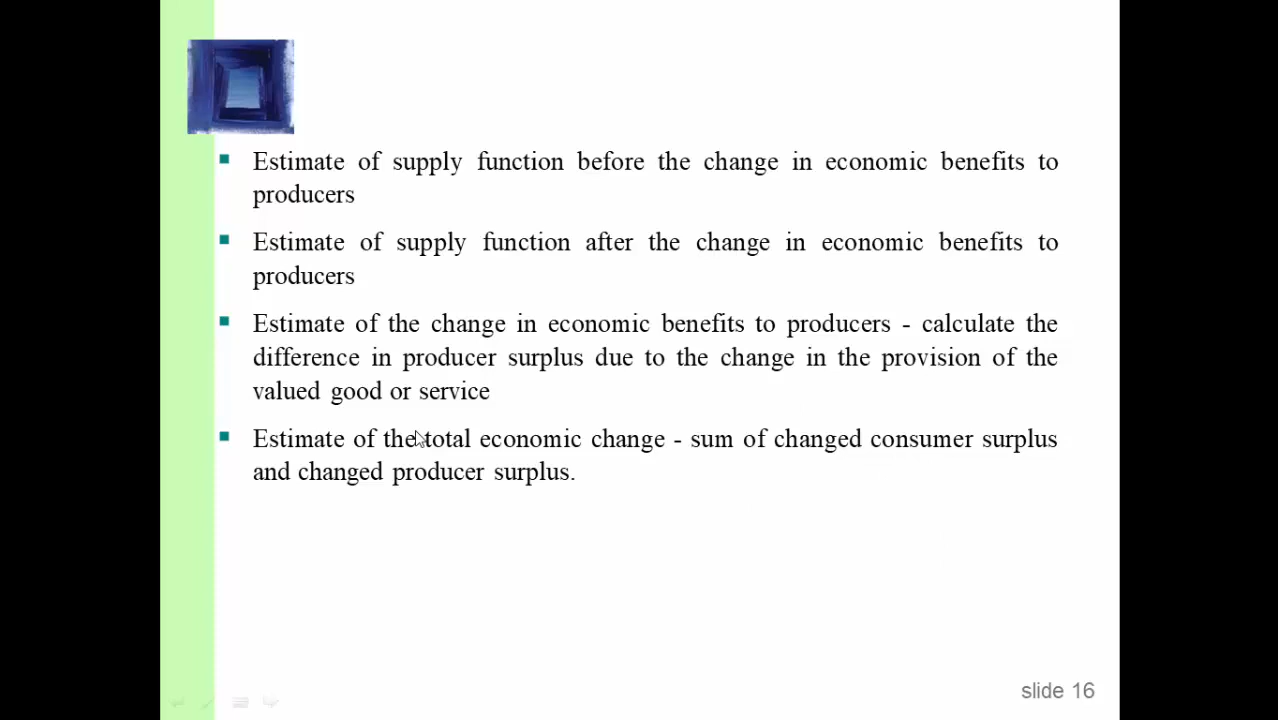 Estimate of supply function before the change in economic benefits to
producers
Estimate of supply function after the change in economic benefits to
producers
Estimate of the change in economic benefits to producers - calculate the
difference in producer surplus due to the change in the provision of the
valued good or service
Estimate of the total economic change - sum of changed consumer surplus
and changed producer surplus.
slide 16